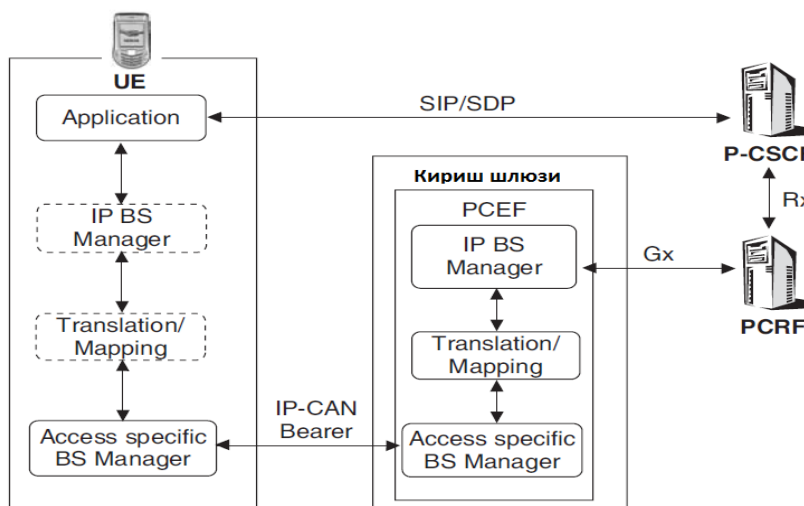 UE
Application
SIP/SDP
P-CSCF
Кириш шлюзи
Rx
PCEF
IP BS
Manager
IP BS
Manager
Gx
PCRF
Translation/
Mapping
Translation/
Mapping
IP-CAN
Bearer
Access specific
BS Manager
Access specific
BS Manager